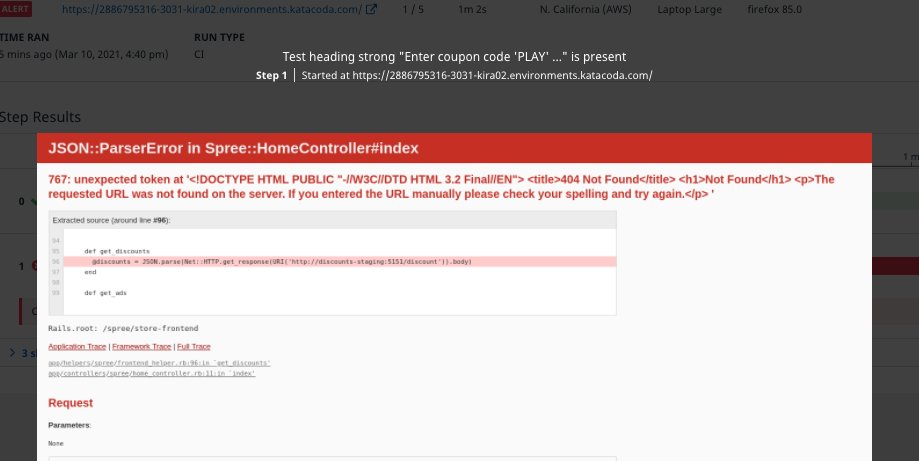 ALERT https://2886795316-3031-kira02.environments.katacoda.com/ 1 / 5 1m 2s N. California (AWS) Laptop Large firefox 85.0
TIME RAN RUN TYPE
mins ago (Mar 10, 2021, 4:40 pm) CI
Test heading strong "Enter coupon code 'PLAY' ..." is present
Step 1 | Started at https://2886795316-3031-kira02.environments.katacoda.com/
Step Results
JSON::ParserError in Spree::HomeController#index
1 m
767: unexpected token at '<!DOCTYPE HTML PUBLIC "-//W3C//DTD HTML 3.2 Final//EN"> <title>404 Not Found</title> <h1>Not Found</h1> <p>The
requested URL was not found on the server. If you entered the URL manually please check your spelling and try again.</p> '
0
Extracted source (around line #96):
94
95 def get_discounts
96 @discounts = JSON.parse(Net::HTTP.get_response(URI('http://discounts-staging:5151/discount')).body)
1
97 end
98
99 def get_ads
Rails.root: /spree/store-frontend
Application Trace | Framework Trace | Full Trace
3 s
app/helpers/spree/frontend_helper.rb:96:in `get_discounts'
app/controllers/spree/home_controller.rb:11:in `index'
Request
Parameters:
None